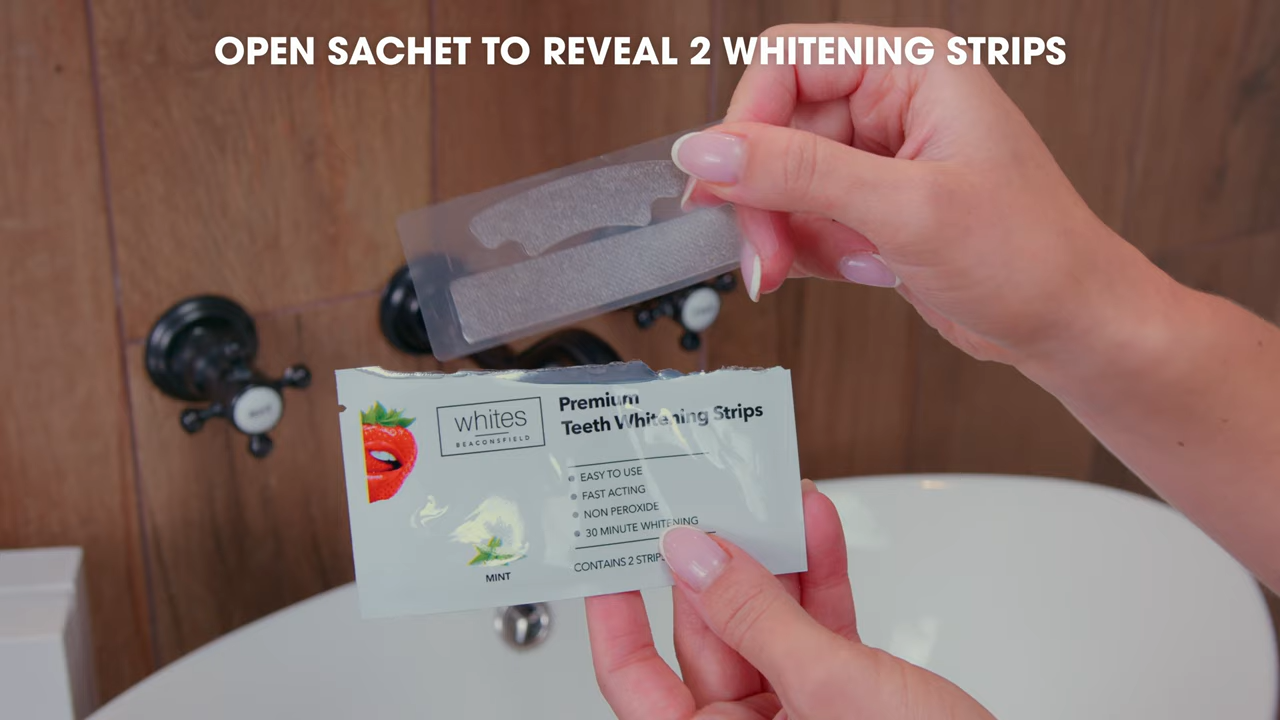 OPEN SACHET TO REVEAL 2 WHITENING STRIPS
whites
BEACONSFIELD
Premium
Teeth Whitening Strips
EASY TO USE
FAST ACTING
NON PEROXIDE
30 MINUTE WHITENING
CONTAINS 2 STRIPS
MINT